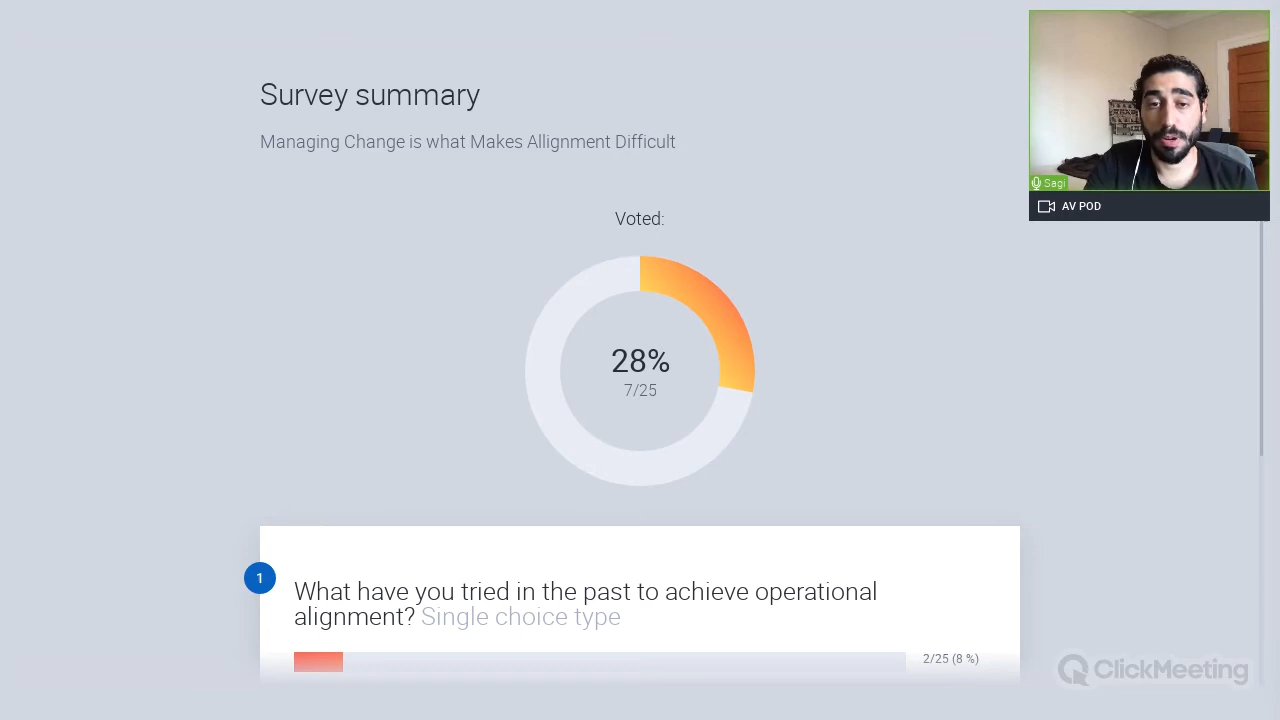 Survey summary
Managing Change is what Makes Allignment Difficult
Sagi
AV POD
Voted:
28%
7/25
1
What have you tried in the past to achieve operational
alignment? Single choice type
2/25 (8 %)
ClickMeeting